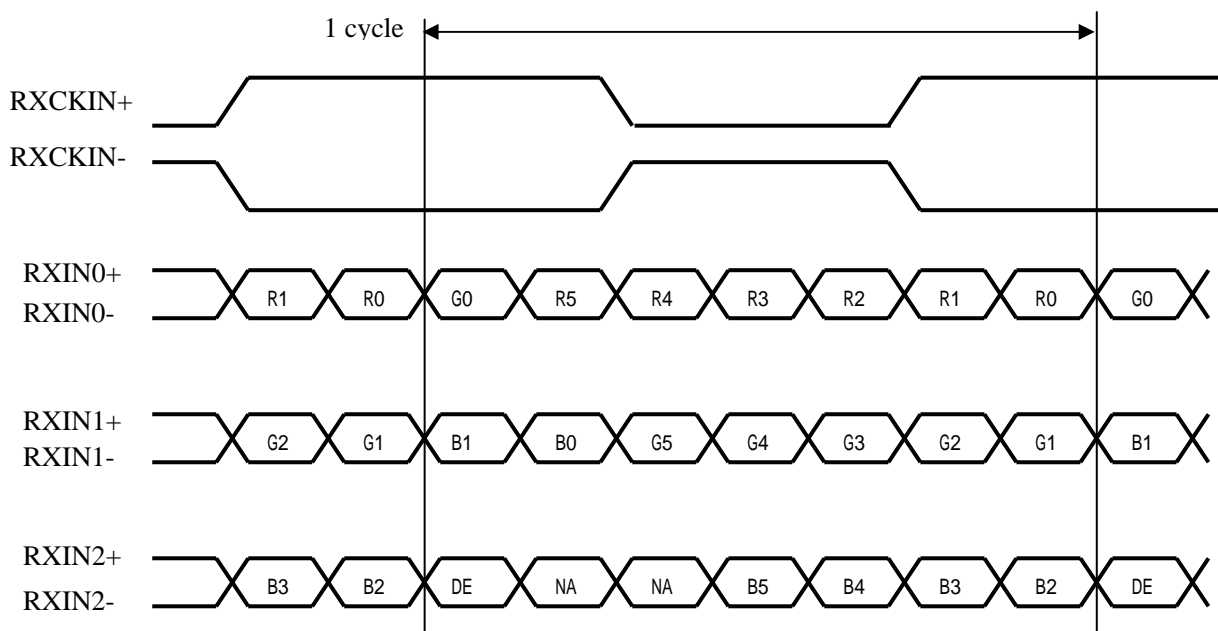 1 cycle
RXCKIN+
RXCKIN-
RXIN0+
RXIN0-
R1 R0 G0 R5 R4 R3 R2 R1 R0 G0
RXIN1+
RXIN1-
G2 G1 B1 B0 G5 G4 G3 G2 G1 B1
RXIN2+
RXIN2-
B3 B2 DE NA NA B5 B4 B3 B2 DE